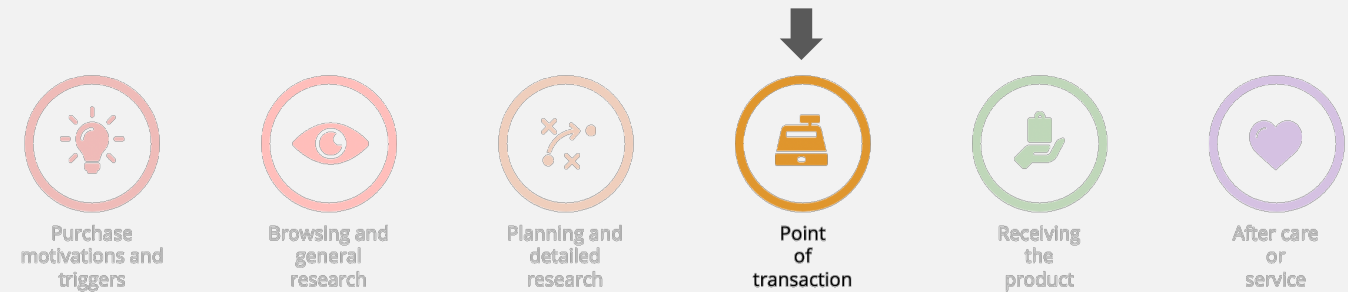 Purchase
motivations and
triggers
Browsing and
general
research
Planning and
detailed
research
Point
of
transaction
Receiving
the
product
After care
or
service